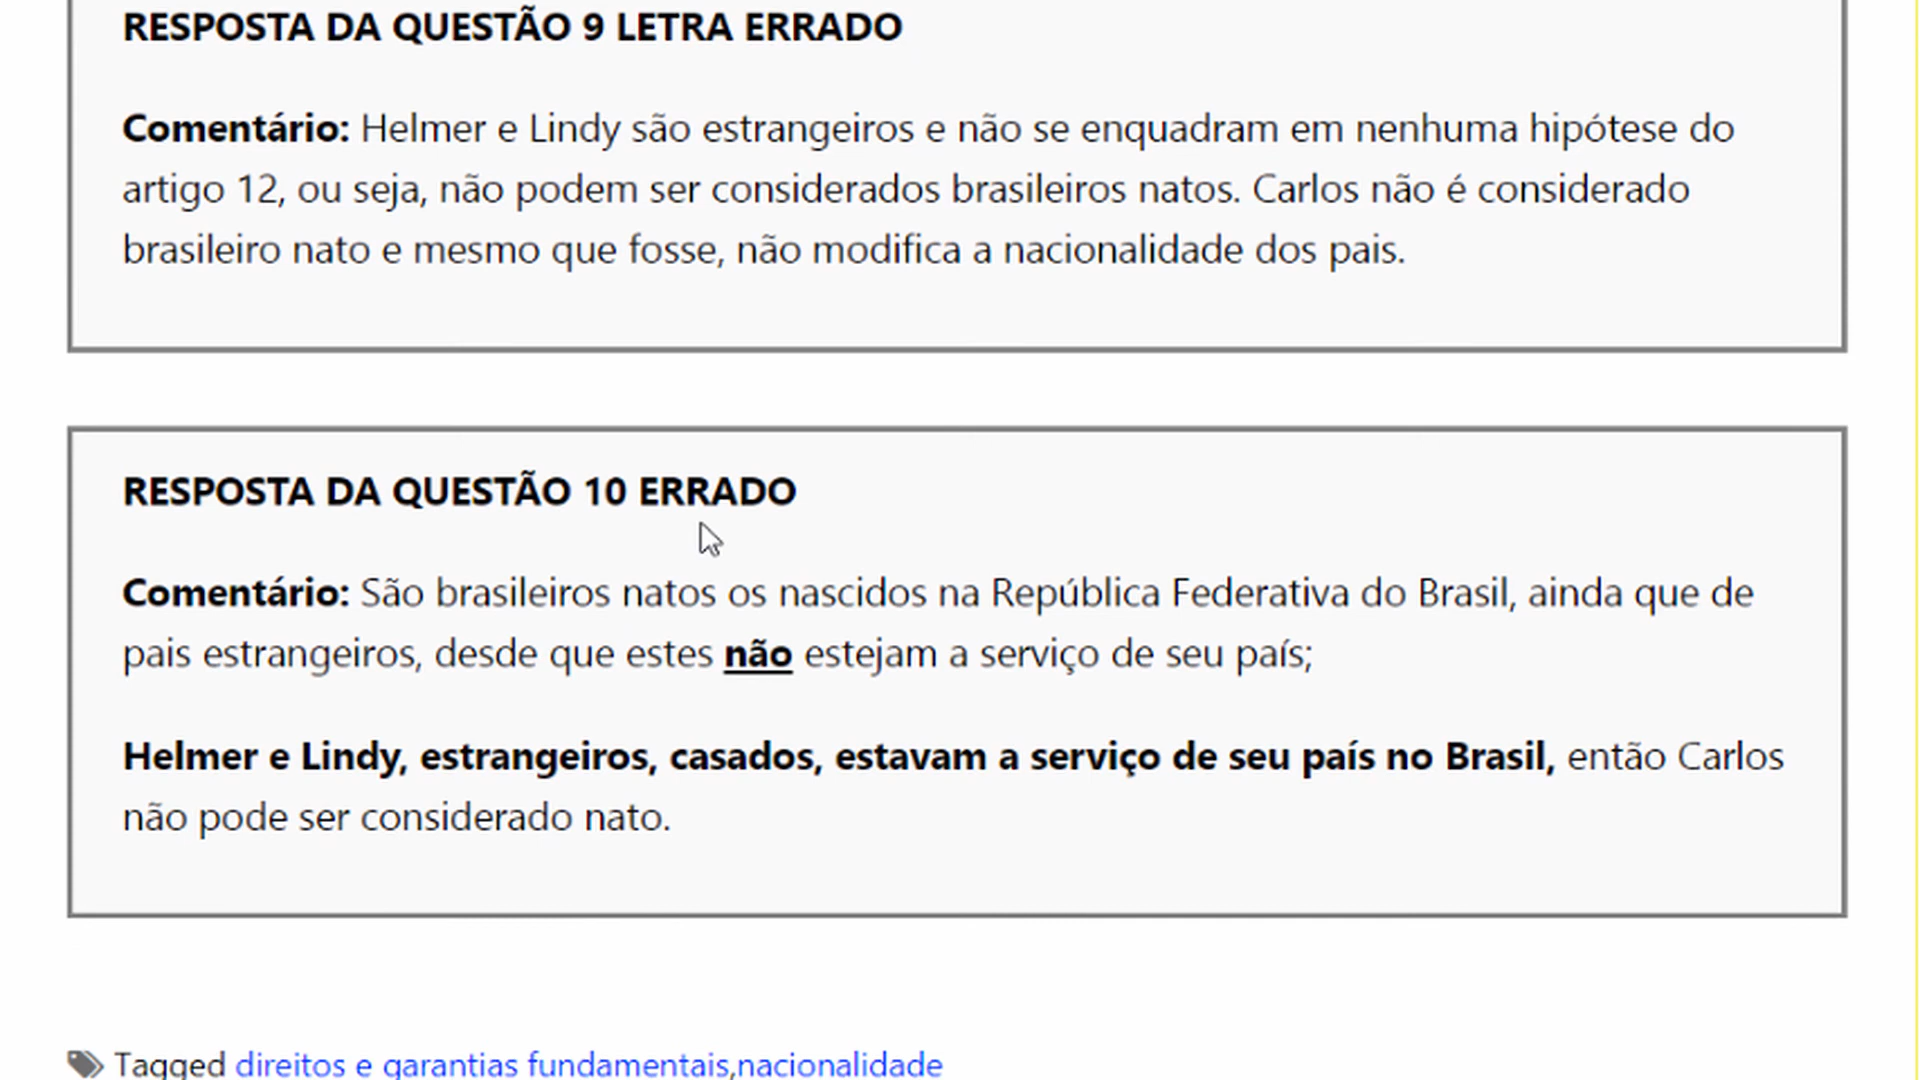 RESPOSTA DA QUESTÃO 9 LETRA ERRADO
Comentário: Helmer e Lindy são estrangeiros e não se enquadram em nenhuma hipótese do
artigo 12, ou seja, não podem ser considerados brasileiros natos. Carlos não é considerado
brasileiro nato e mesmo que fosse, não modifica a nacionalidade dos pais.
RESPOSTA DA QUESTÃO 10 ERRADO
Comentário: São brasileiros natos os nascidos na República Federativa do Brasil, ainda que de
pais estrangeiros, desde que estes não estejam a serviço de seu país;
Helmer e Lindy, estrangeiros, casados, estavam a serviço de seu país no Brasil, então Carlos
não pode ser considerado nato.
Tagged direitos e garantias fundamentais,nacionalidade